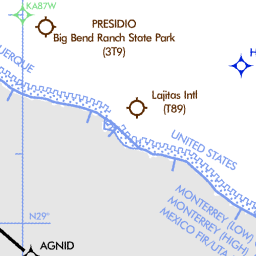 KA87W
PRESIDIO
Big Bend Ranch State Park
(3T9)
Lajitas Intl
(T89)
UNITED STATES
MONTERREY (LOW)
MONTERREY (HIGH)
MEXICO FIR/UTA
N29°
AGNID